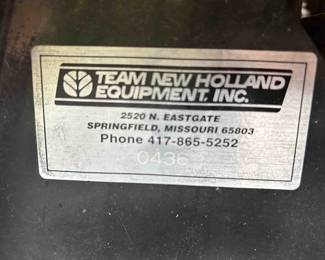 TEAM NEW HOLLAND
EQUIPMENT, INC.
2520 N. EASTGATE
SPRINGFIELD, MISSOURI 65803
Phone 417-865-5252
0436